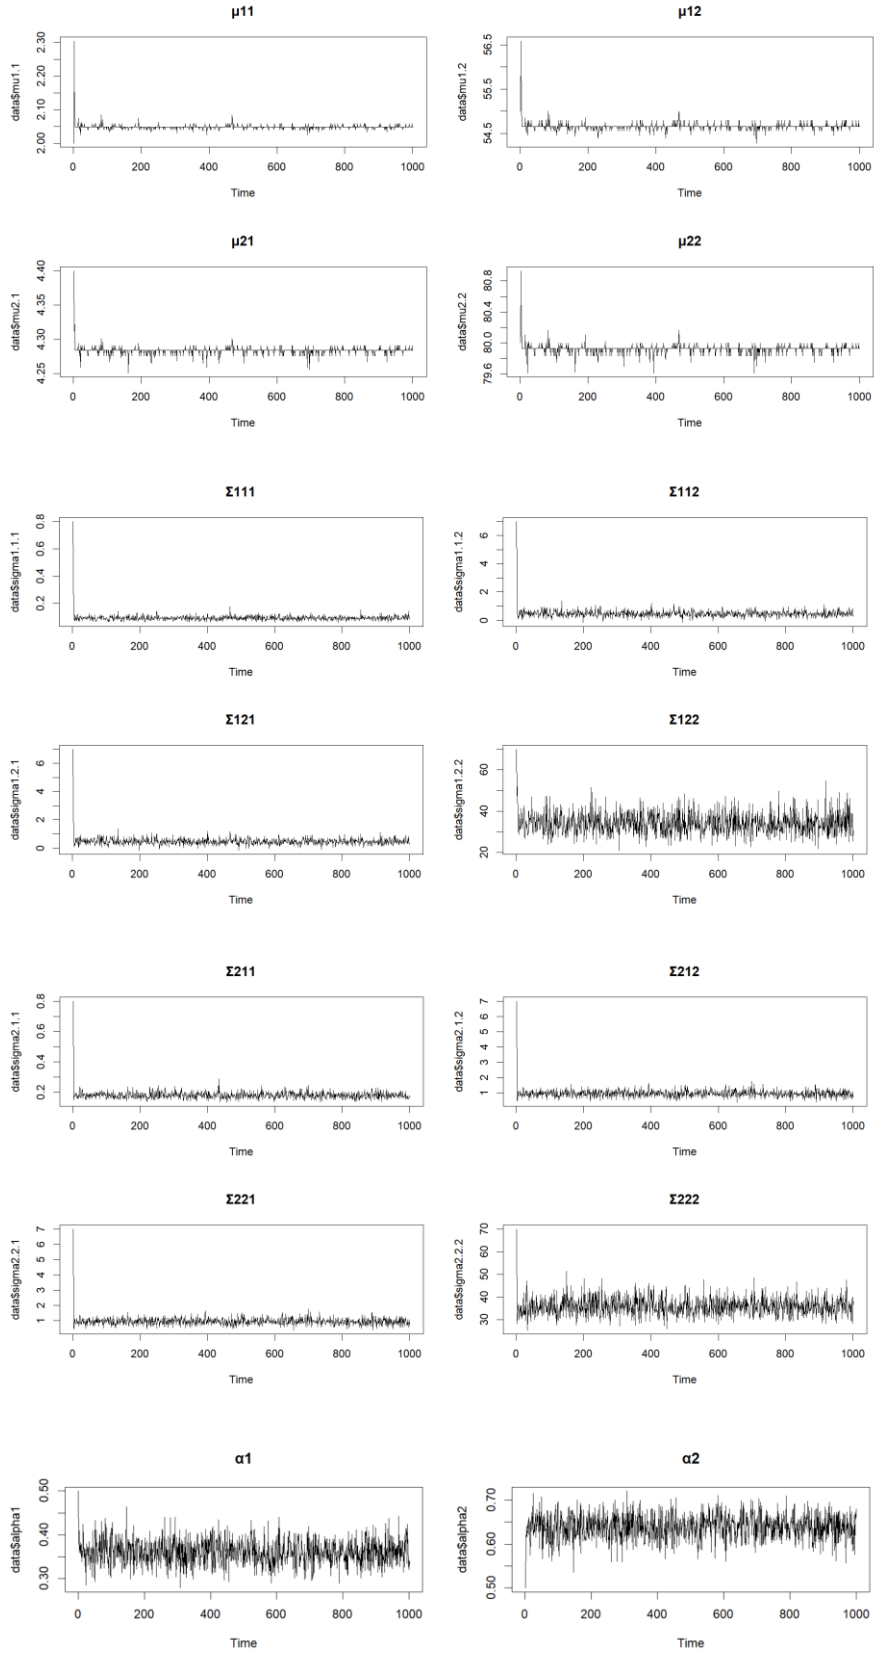 μ11
data$mu1.1
2.00 2.10 2.20 2.30
0 200 400 600 800 1000
Time
μ12
data$mu1.2
54.5 55.5 56.5
0 200 400 600 800 1000
Time
μ21
data$mu2.1
4.25 4.30 4.35 4.40
0 200 400 600 800 1000
Time
μ22
data$mu2.2
79.6 80.0 80.4 80.8
0 200 400 600 800 1000
Time
Σ111
data$sigma1.1.1
0.2 0.4 0.6 0.8
0 200 400 600 800 1000
Time
Σ112
data$sigma1.1.2
0 2 4 6
0 200 400 600 800 1000
Time
Σ121
data$sigma1.2.1
0 2 4 6
0 200 400 600 800 1000
Time
Σ122
data$sigma1.2.2
20 40 60
0 200 400 600 800 1000
Time
Σ211
data$sigma2.1.1
0.2 0.4 0.6 0.8
0 200 400 600 800 1000
Time
Σ212
data$sigma2.1.2
1 2 3 4 5 6 7
0 200 400 600 800 1000
Time
Σ221
data$sigma2.2.1
1 2 3 4 5 6 7
0 200 400 600 800 1000
Time
Σ222
data$sigma2.2.2
30 40 50 60 70
0 200 400 600 800 1000
Time
α1
data$alpha1
0.30 0.40 0.50
0 200 400 600 800 1000
Time
α2
data$alpha2
0.50 0.60 0.70
0 200 400 600 800 1000
Time